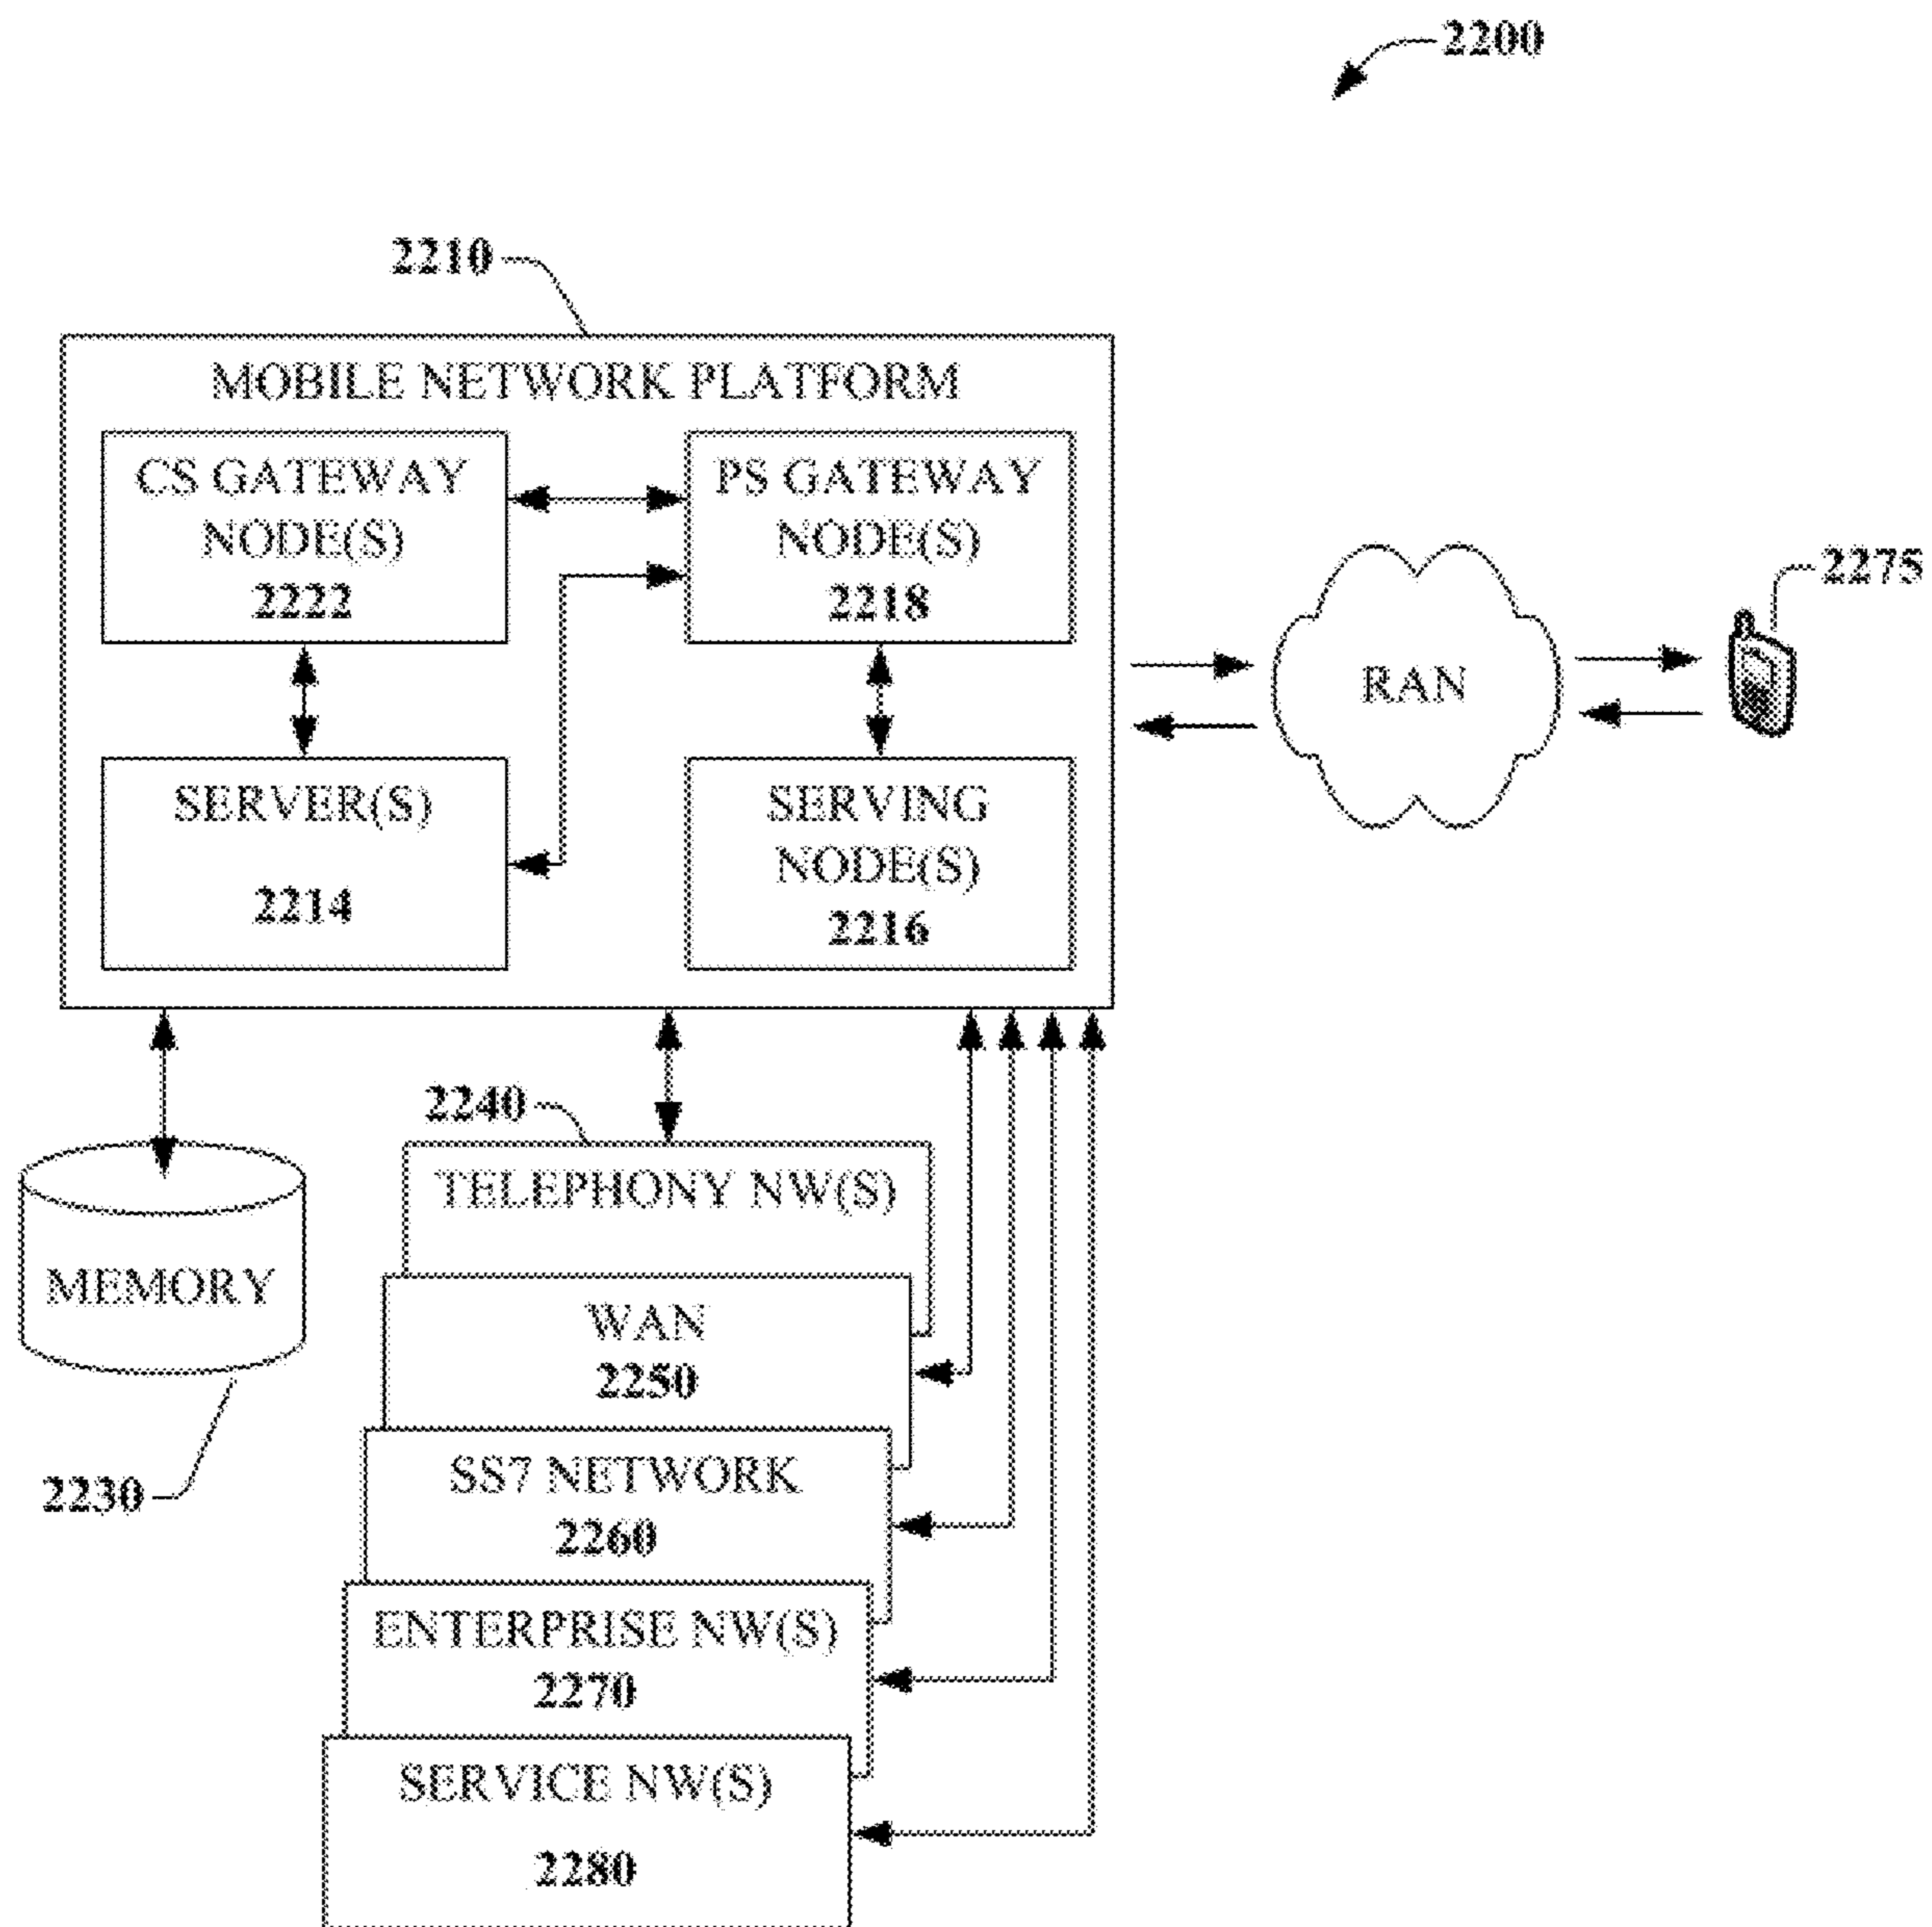 2200
2210
MOBILE NETWORK PLATFORM
CS GATEWAY
NODE(S)
2222
PS GATEWAY
NODE(S)
2218
SERVER(S)
2214
SERVING
NODE(S)
2216
RAN
2275
2240
TELEPHONY NW(S)
MEMORY
2230
WAN
2250
SS7 NETWORK
2260
ENTERPRISE NW(S)
2270
SERVICE NW(S)
2280